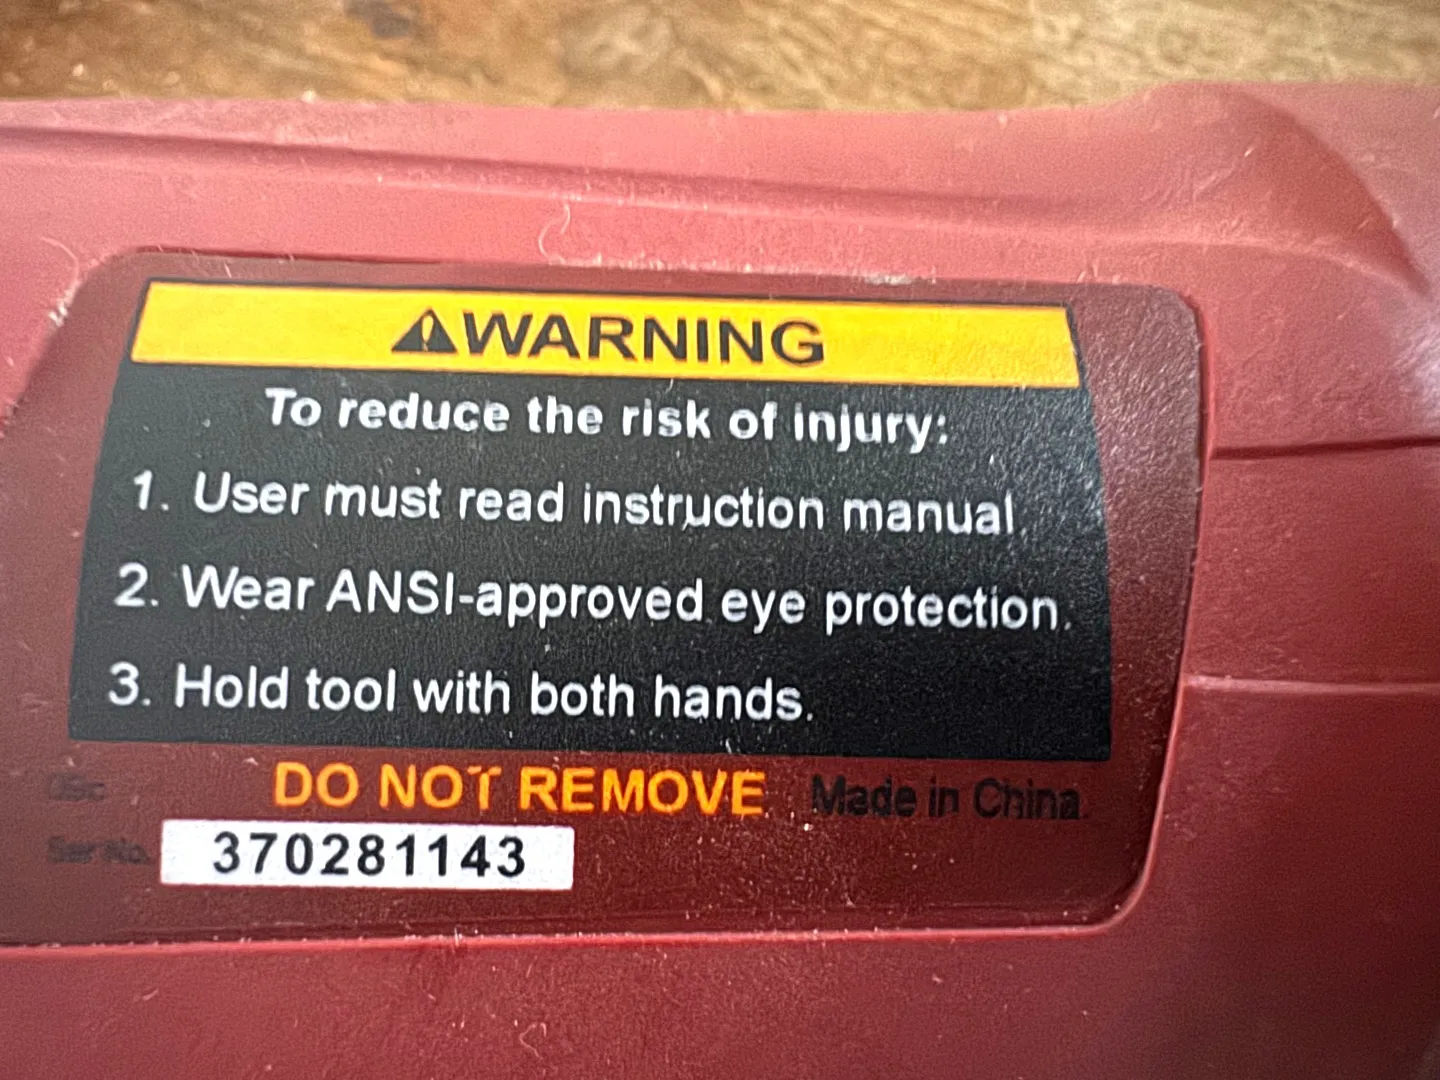 WARNING
To reduce the risk of injury:
1. User must read instruction manual.
2. Wear ANSI-approved eye protection.
3. Hold tool with both hands.
DO NOT REMOVE Made in China.
Ser No. 370281143